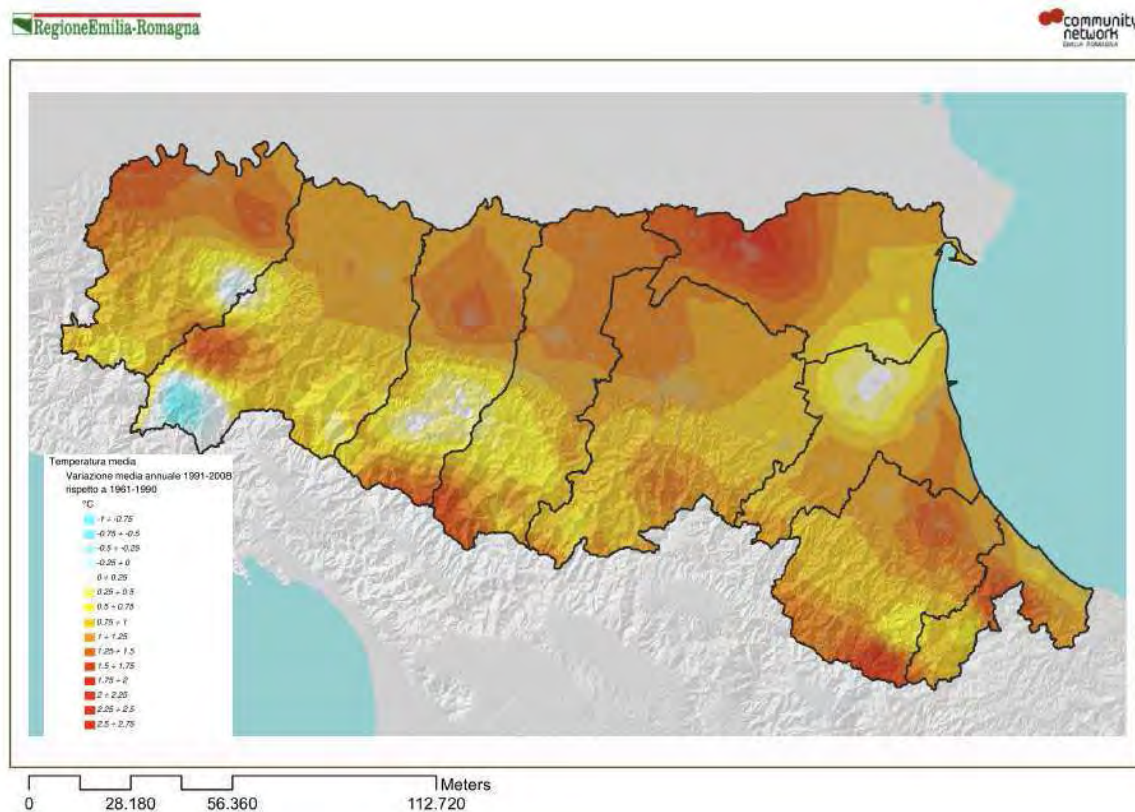 RegioneEmilia-Romagna
community
network
EMILIA ROMAGNA
Temperatura media
Variazione media annuale 1991-2008
rispetto a 1961-1990
°C
-1 ÷ -0.75
-0.75 ÷ -0.5
-0.5 ÷ -0.25
-0.25 ÷ 0
0 ÷ 0.25
0.25 ÷ 0.5
0.5 ÷ 0.75
0.75 ÷ 1
1 ÷ 1.25
1.25 ÷ 1.5
1.5 ÷ 1.75
1.75 ÷ 2
2 ÷ 2.25
2.25 ÷ 2.5
2.5 ÷ 2.75
Meters
0 28.180 56.360 112.720